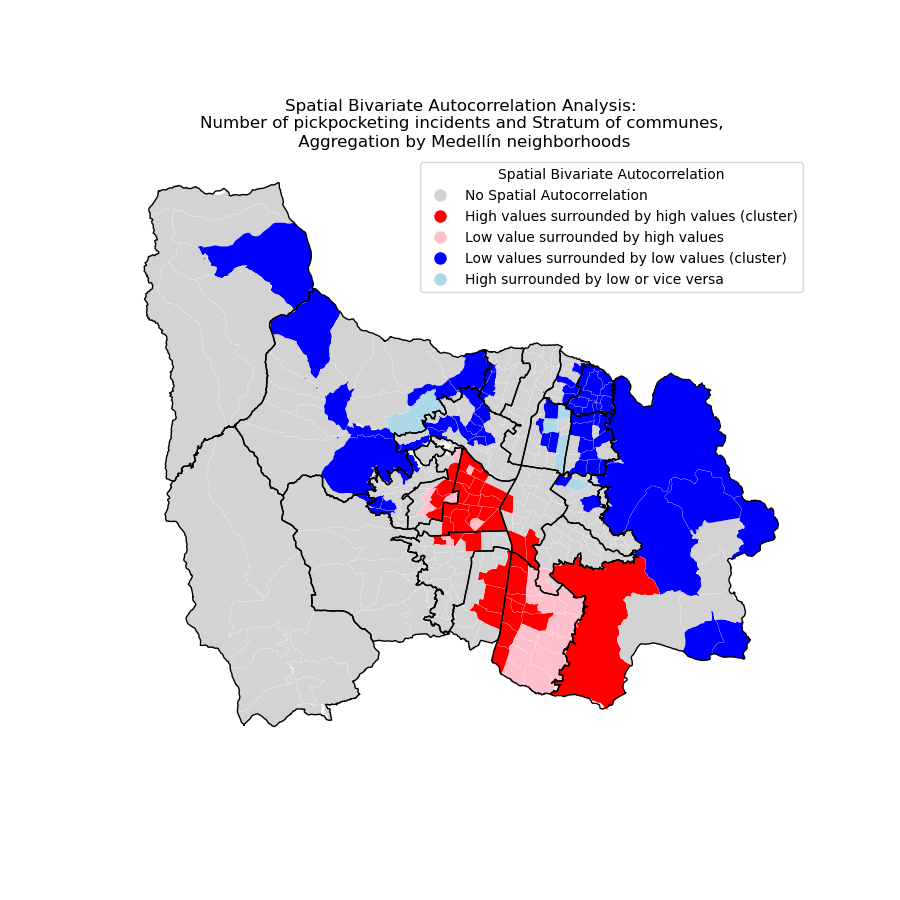 Spatial Bivariate Autocorrelation Analysis:
Number of pickpocketing incidents and Stratum of communes,
Aggregation by Medellín neighborhoods
Spatial Bivariate Autocorrelation
No Spatial Autocorrelation
High values surrounded by high values (cluster)
Low value surrounded by high values
Low values surrounded by low values (cluster)
High surrounded by low or vice versa